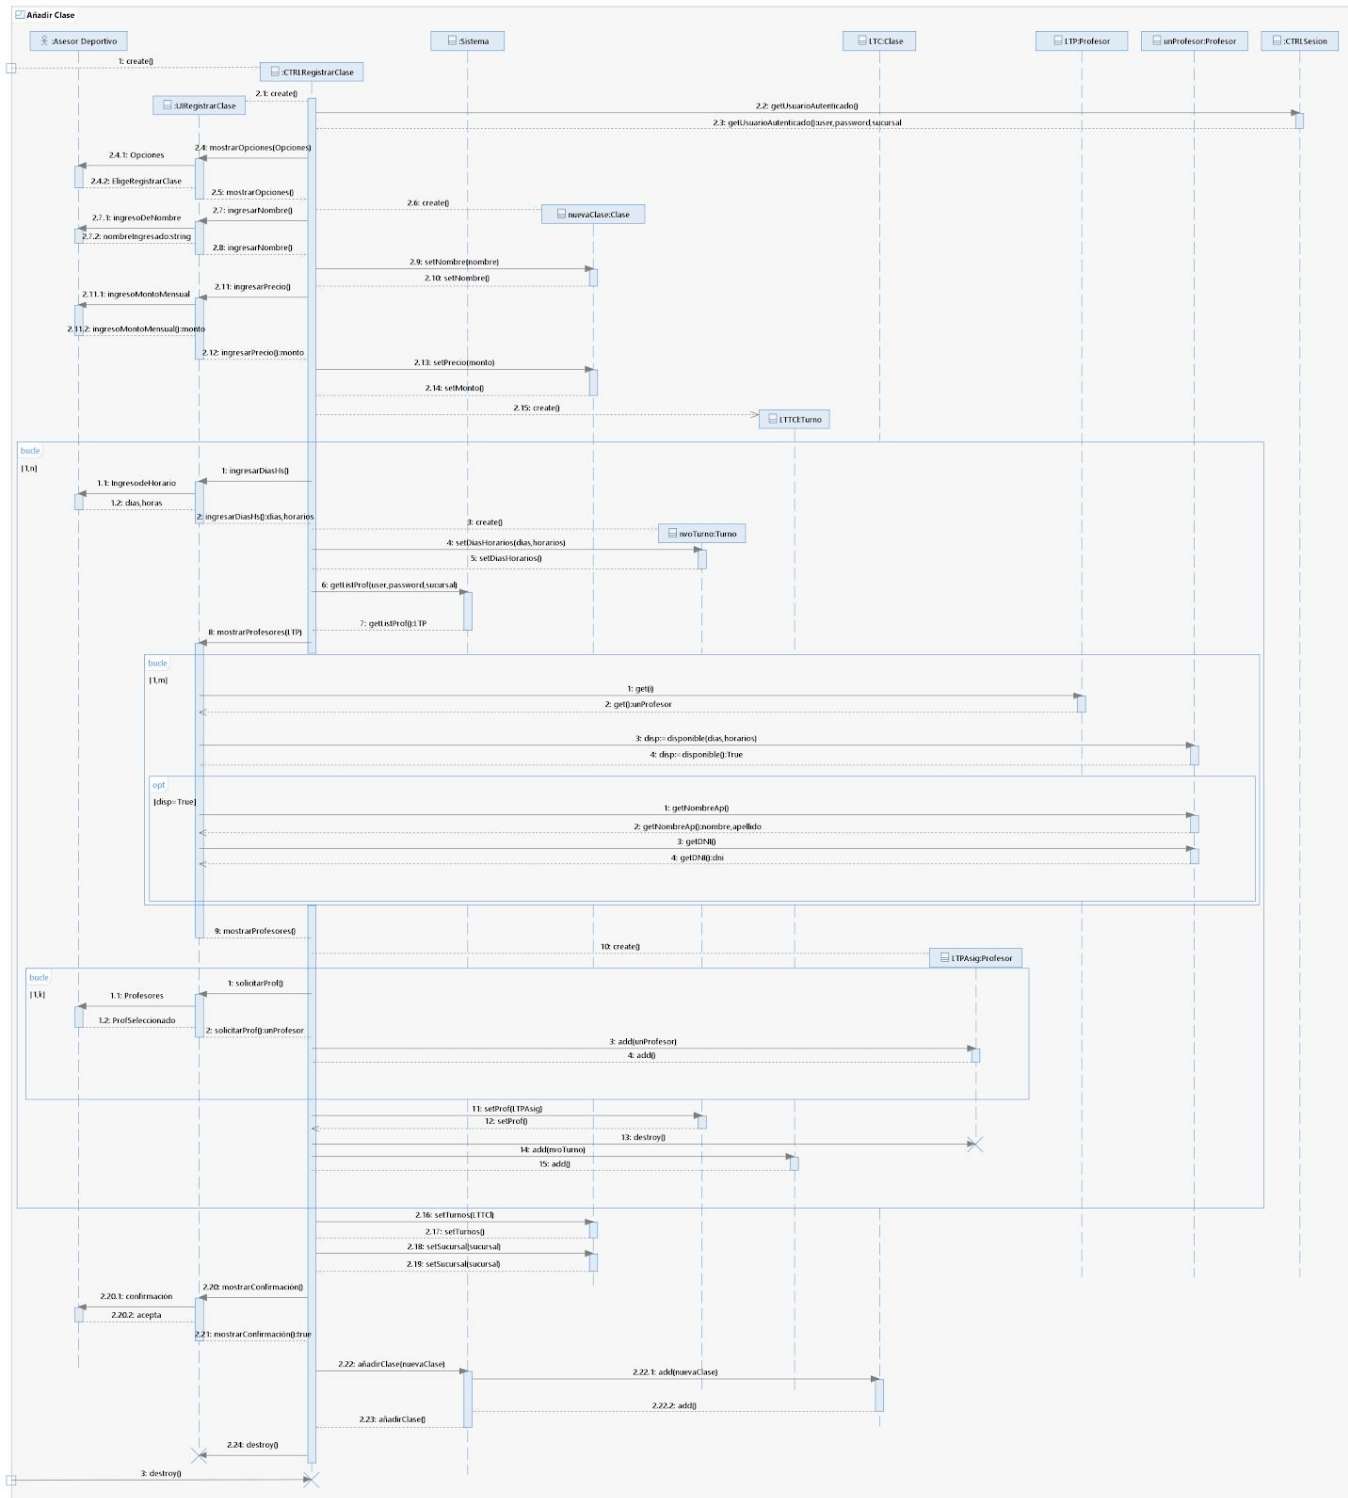 Añadir Clase
:Asesor Deportivo
:Sistema
LTC:Clase
LTP:Profesor
unProfesor:Profesor
:CTRLSesion
1: create()
:CTRLRegistrarClase
2.1: create()
:UIRegistrarClase
2.2: getUsuarioAutenticado()
2.3: getUsuarioAutenticado():user,password,sucursal
2.4: mostrarOpciones(Opciones)
2.4.1: Opciones
2.4.2: EligeRegistrarClase
2.5: mostrarOpciones()
2.6: create()
nuevaClase:Clase
2.7: ingresarNombre()
2.7.1: ingresoDeNombre
2.7.2: nombreIngresado:string
2.8: ingresarNombre()
2.9: setNombre(nombre)
2.10: setNombre()
2.11: ingresarPrecio()
2.11.1: ingresoMontoMensual
2.11.2: ingresoMontoMensual():monto
2.12: ingresarPrecio():monto
2.13: setPrecio(monto)
2.14: setMonto()
2.15: create()
LTTCl:Turno
bucle
[1,n]
1: ingresarDiasHs()
1.1: IngresodeHorario
1.2: dias,horas
2: ingresarDiasHs():dias,horarios
3: create()
nvoTurno:Turno
4: setDiasHorarios(dias,horarios)
5: setDiasHorarios()
6: getListProf(user,password,sucursal)
7: getListProf():LTP
8: mostrarProfesores(LTP)
bucle
[1,m]
1: get(i)
2: get():unProfesor
3: disp:=disponible(dias,horarios)
4: disp:=disponible():True
opt
[disp=True]
1: getNombreAp()
2: getNombreAp():nombre,apellido
3: getDNI()
4: getDNI():dni
9: mostrarProfesores()
10: create()
LTPAsig:Profesor
bucle
[1,k]
1: solicitarProf()
1.1: Profesores
1.2: ProfSeleccionado
2: solicitarProf():unProfesor
3: add(unProfesor)
4: add()
11: setProf(LTPAsig)
12: setProf()
13: destroy()
14: add(nvoTurno)
15: add()
2.16: setTurnos(LTTCl)
2.17: setTurnos()
2.18: setSucursal(sucursal)
2.19: setSucursal(sucursal)
2.20: mostrarConfirmación()
2.20.1: confirmación
2.20.2: acepta
2.21: mostrarConfirmación():true
2.22: añadirClase(nuevaClase)
2.22.1: add(nuevaClase)
2.22.2: add()
2.23: añadirClase()
2.24: destroy()
3: destroy()